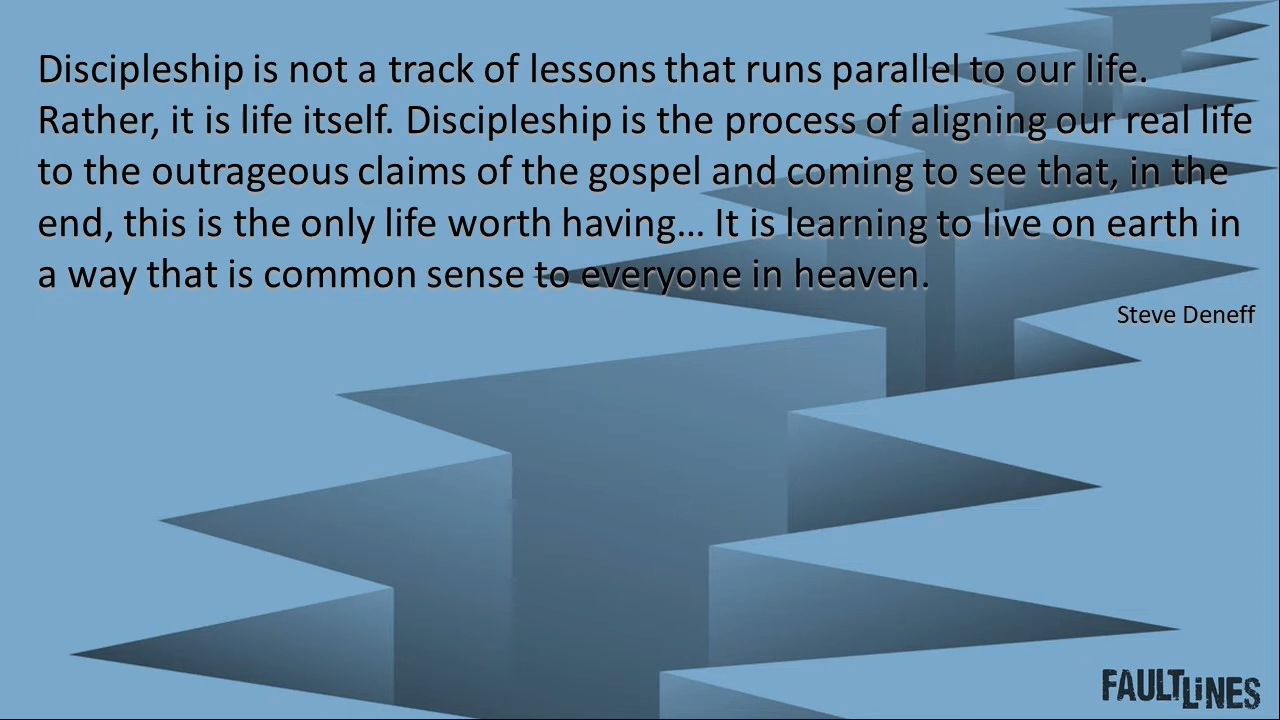 Discipleship is not a track of lessons that runs parallel to our life.
Rather, it is life itself. Discipleship is the process of aligning our real life
to the outrageous claims of the gospel and coming to see that, in the
end, this is the only life worth having... It is learning to live on earth in
a way that is common sense to everyone in heaven.
Steve Deneff
FAULTLINES